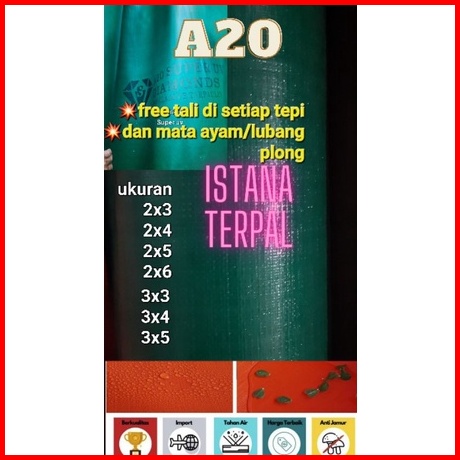 A20
free tali di setiap tepi
Super
dan mata ayam/lubang
plong
ISTANA
TERPAL
ukuran
2x3
2x4
2x5
2x6
3x3
3x4
3x5
Berkualitas
Import
Tahan Air
Harga Terbaik
Anti Jamur